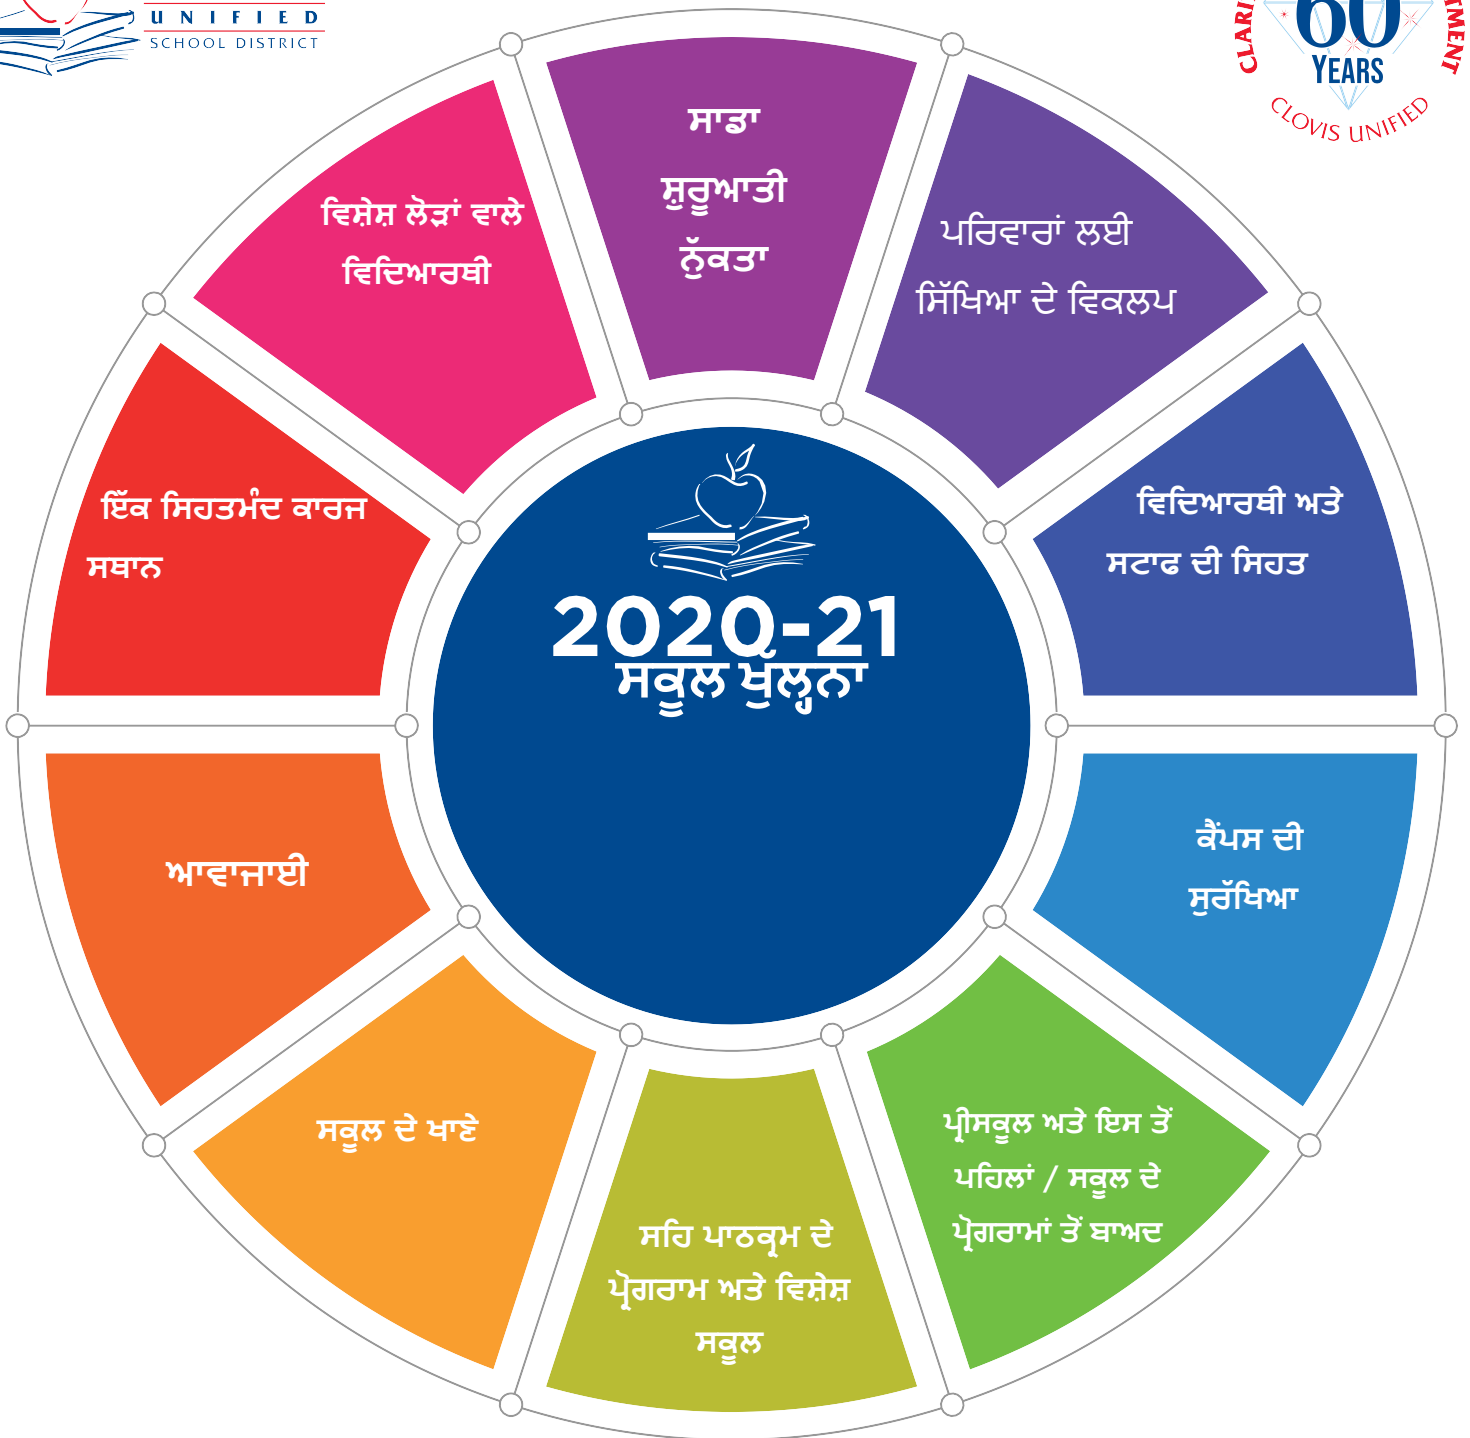 UNIFIED
SCHOOL DISTRICT
60
YEARS
CLOVIS UNIFIED
ਸਾਡਾ
ਸ਼ੁਰੂਆਤੀ
ਨੁੱਕਤਾ
ਪਰਿਵਾਰਾਂ ਲਈ
ਸਿੱਖਿਆ ਦੇ ਵਿਕਲਪ
ਵਿਦਿਆਰਥੀ ਅਤੇ
ਸਟਾਫ ਦੀ ਸਿਹਤ
ਕੈਂਪਸ ਦੀ
ਸੁਰੱਖਿਆ
ਪ੍ਰੀਸਕੂਲ ਅਤੇ ਇਸ ਤੋਂ
ਪਹਿਲਾਂ / ਸਕੂਲ ਦੇ
ਪ੍ਰੋਗਰਾਮਾਂ ਤੋਂ ਬਾਅਦ
ਸਹਿ ਪਾਠਕ੍ਰਮ ਦੇ
ਪ੍ਰੋਗਰਾਮ ਅਤੇ ਵਿਸ਼ੇਸ਼
ਸਕੂਲ
ਸਕੂਲ ਦੇ ਖਾਣੇ
ਆਵਾਜਾਈ
ਇੱਕ ਸਿਹਤਮੰਦ ਕਾਰਜ
ਸਥਾਨ
ਵਿਸ਼ੇਸ਼ ਲੋੜਾਂ ਵਾਲੇ
ਵਿਦਿਆਰਥੀ
2020-21
ਸਕੂਲ ਖੁੱਲ੍ਹਨਾ